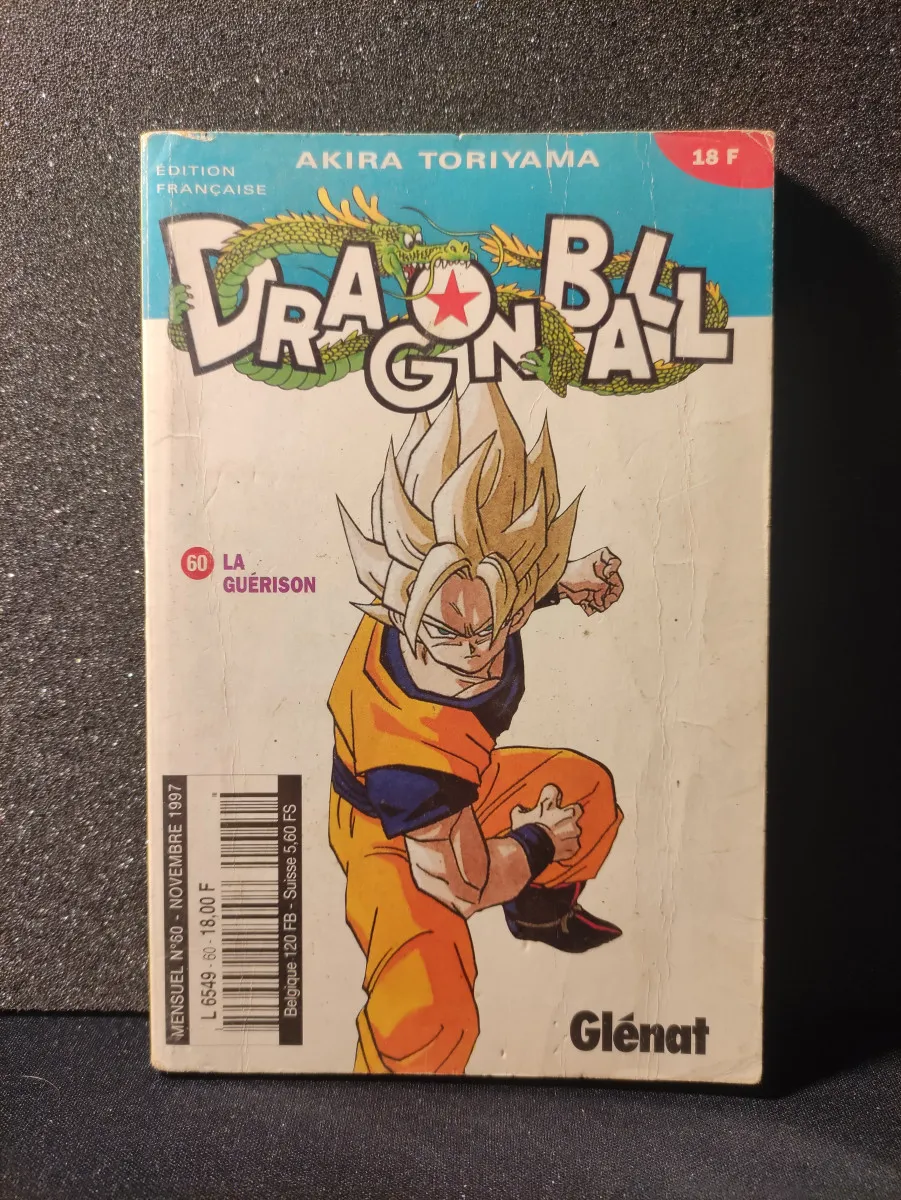 AKIRA TORIYAMA
18 F
ÉDITION
FRANÇAISE
DRAGON BALL
60 LA
GUÉRISON
MENSUEL N°60 - NOVEMBRE 1997
L 6549 - 60 - 18,00 F
Belgique 120 FB - Suisse 5,60 FS
Glénat